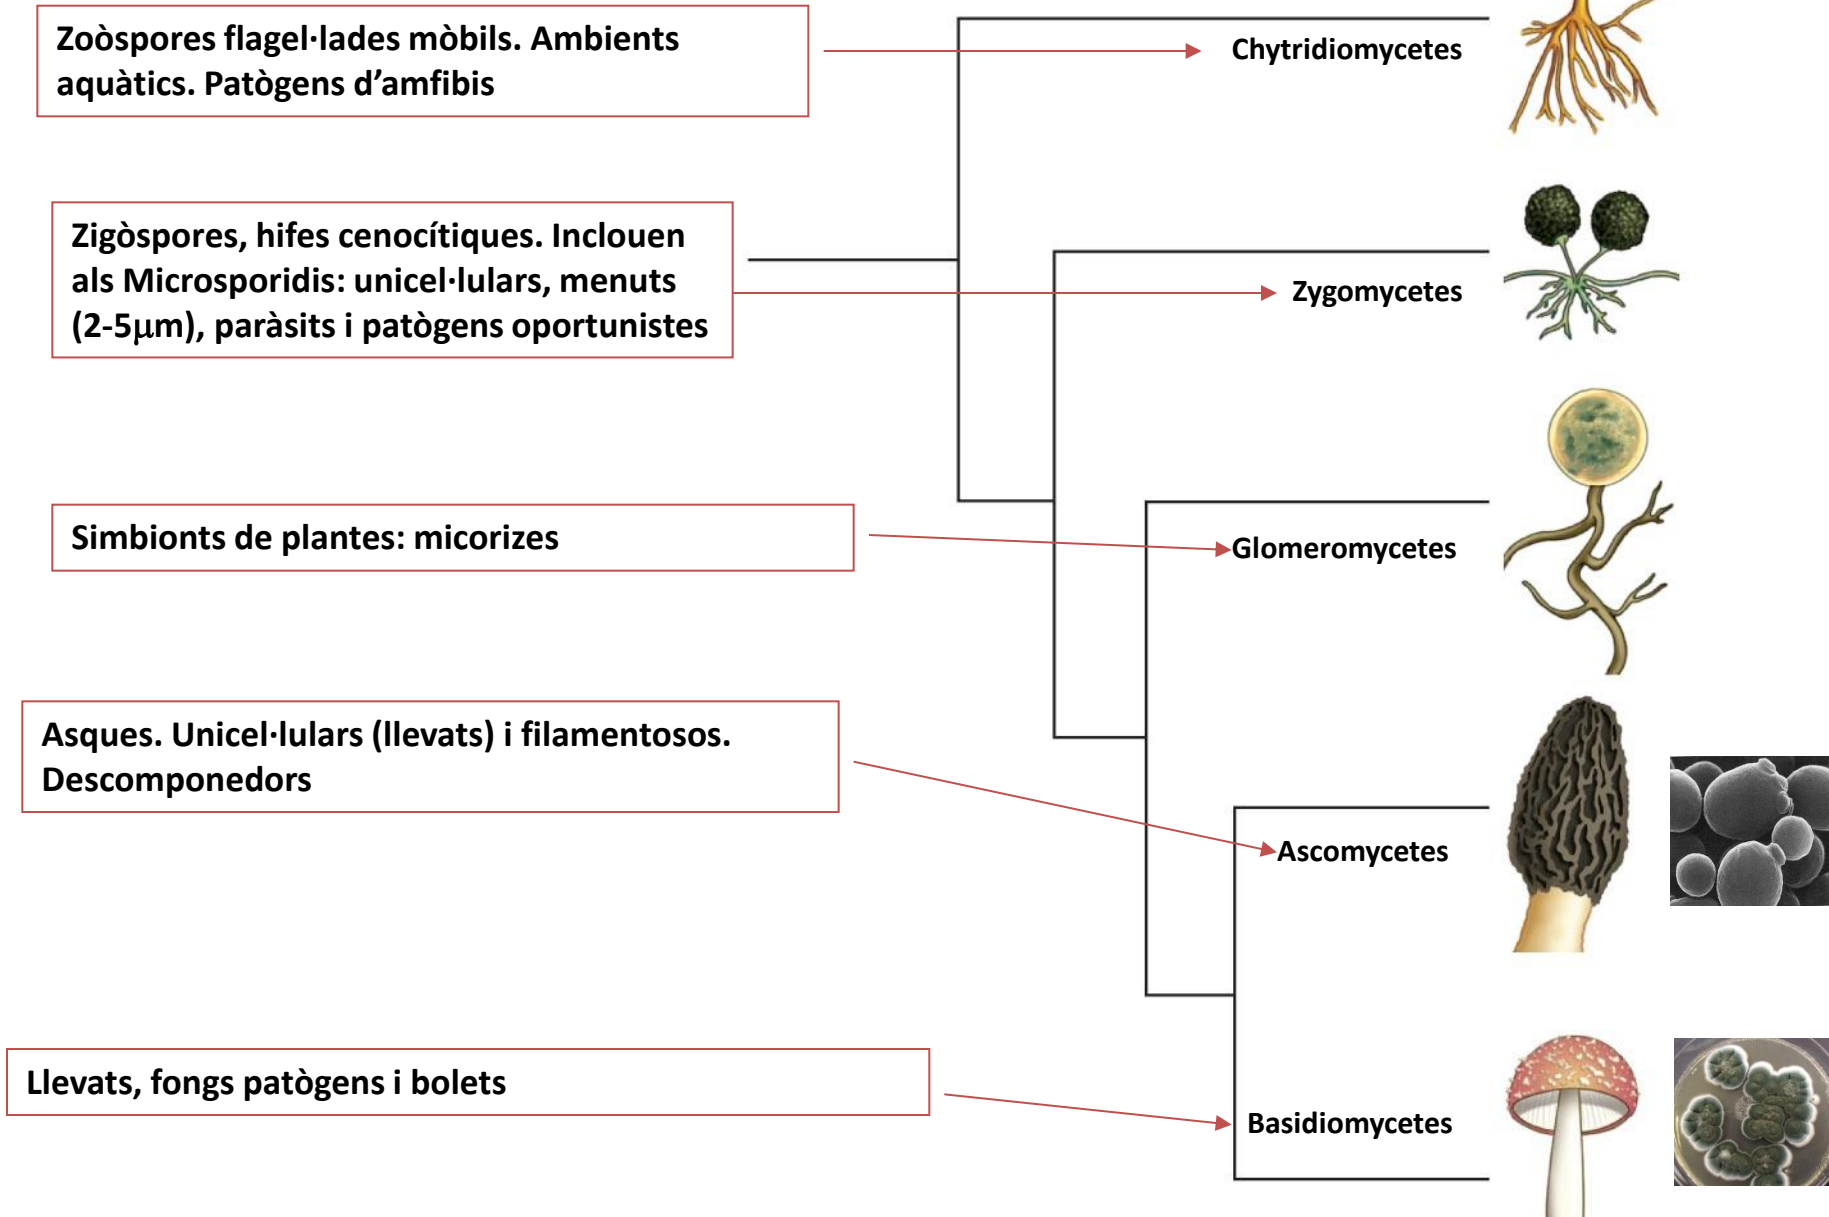 Zoòspores flagel·lades mòbils. Ambients
aquàtics. Patògens d'amfibis
Chytridiomycetes
Zigòspores, hifes cenocítiques. Inclouen
als Microsporidis: unicel·lulars, menuts
(2-5μm), paràsits i patògens oportunistes
Zygomycetes
Simbionts de plantes: micorizes
Glomeromycetes
Asques. Unicel·lulars (llevats) i filamentosos.
Descomponedors
Ascomycetes
Llevats, fongs patògens i bolets
Basidiomycetes